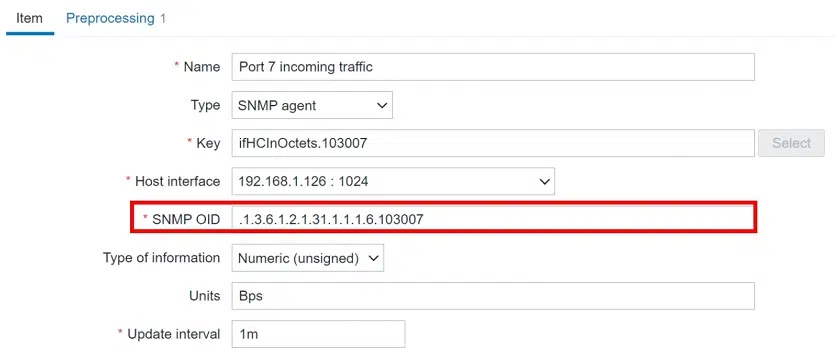 Item Preprocessing 1
* Name Port 7 incoming traffic
Type SNMP agent
* Key ifHCInOctets.103007 Select
* Host interface 192.168.1.126 : 1024
* SNMP OID .1.3.6.1.2.1.31.1.1.1.6.103007
Type of information Numeric (unsigned)
Units Bps
* Update interval 1m